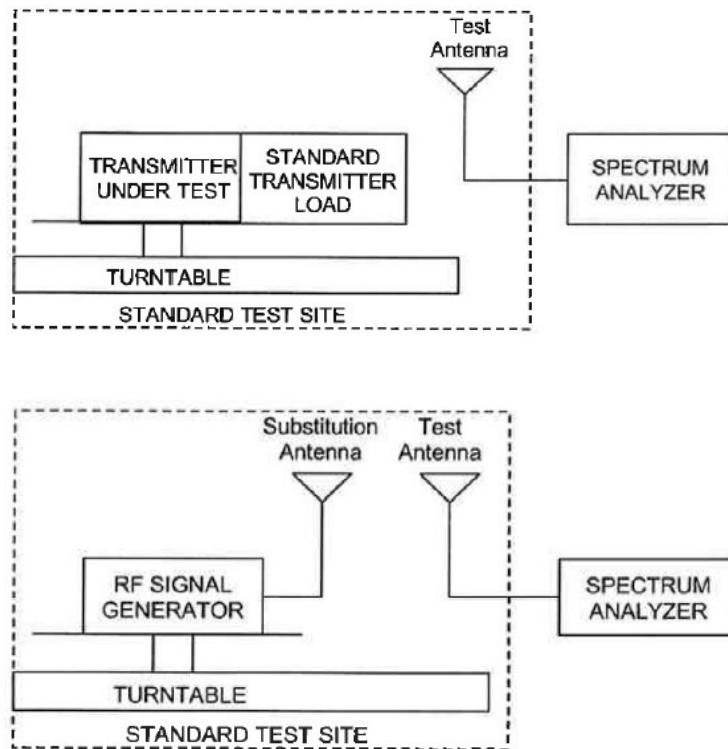 Test
Antenna
TRANSMITTER
UNDER TEST
STANDARD
TRANSMITTER
LOAD
SPECTRUM
ANALYZER
TURNTABLE
STANDARD TEST SITE
Substitution
Antenna
Test
Antenna
RF SIGNAL
GENERATOR
SPECTRUM
ANALYZER
TURNTABLE
STANDARD TEST SITE